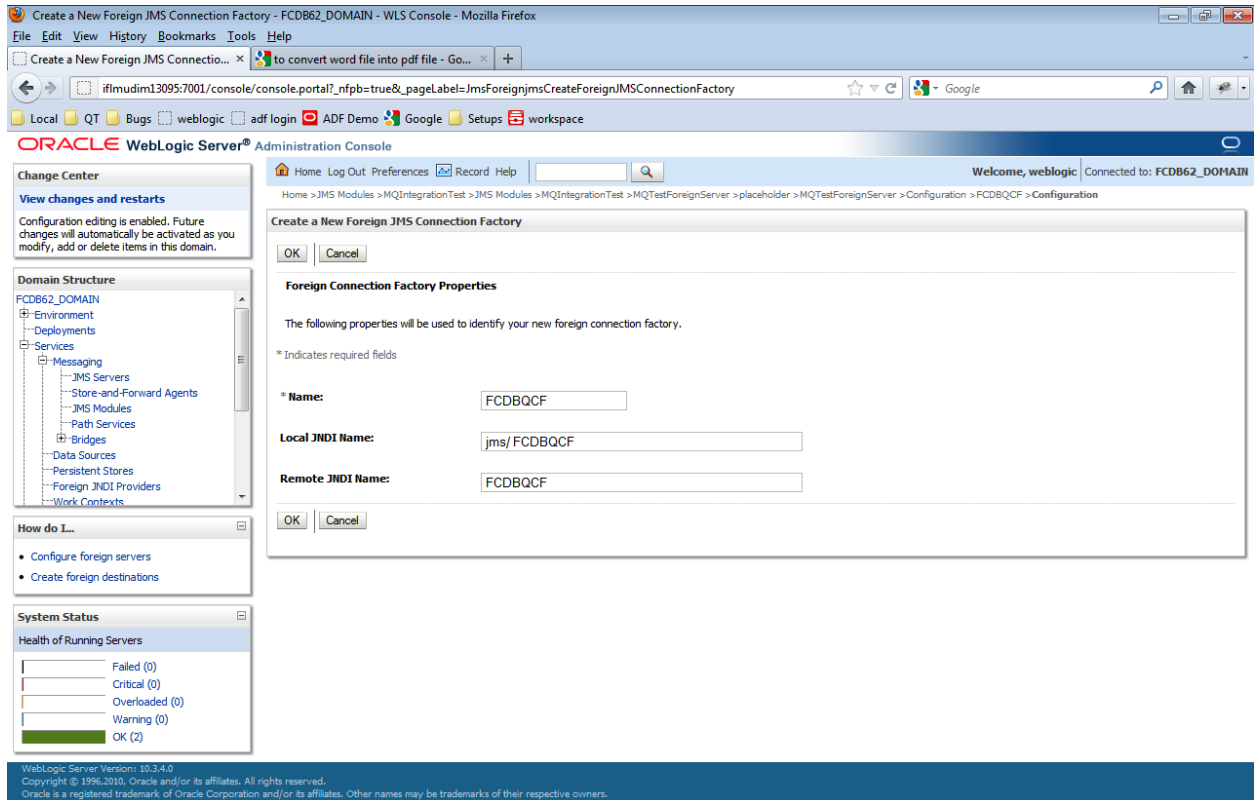 Create a New Foreign JMS Connection Factory - FCDB62_DOMAIN - WLS Console - Mozilla Firefox
File Edit View History Bookmarks Tools Help
Create a New Foreign JMS Connectio... × to convert word file into pdf file - Go... × +
iflmudim13095:7001/console/console.portal?_nfpb=true&_pageLabel=JmsForeignjmsCreateForeignJMSConnectionFactory Google
Local QT Bugs weblogic adf login ADF Demo Google Setups workspace
ORACLE WebLogic Server® Administration Console
Change Center
View changes and restarts
Configuration editing is enabled. Future
changes will automatically be activated as you
modify, add or delete items in this domain.
Domain Structure
FCDB62_DOMAIN
Environment
Deployments
Services
Messaging
JMS Servers
Store-and-Forward Agents
JMS Modules
Path Services
Bridges
Data Sources
Persistent Stores
Foreign JNDI Providers
Work Contexts
How do I...
Configure foreign servers
Create foreign destinations
System Status
Health of Running Servers
Failed (0)
Critical (0)
Overloaded (0)
Warning (0)
OK (2)
Home Log Out Preferences Record Help
Welcome, weblogic Connected to: FCDB62_DOMAIN
Home >JMS Modules >MQIntegrationTest >JMS Modules >MQIntegrationTest >MQTestForeignServer >placeholder >MQTestForeignServer >Configuration >FCDBQCF >Configuration
Create a New Foreign JMS Connection Factory
OK Cancel
Foreign Connection Factory Properties
The following properties will be used to identify your new foreign connection factory.
* Indicates required fields
* Name: FCDBQCF
Local JNDI Name: jms/ FCDBQCF
Remote JNDI Name: FCDBQCF
OK Cancel
WebLogic Server Version: 10.3.4.0
Copyright © 1996,2010, Oracle and/or its affiliates. All rights reserved.
Oracle is a registered trademark of Oracle Corporation and/or its affiliates. Other names may be trademarks of their respective owners.